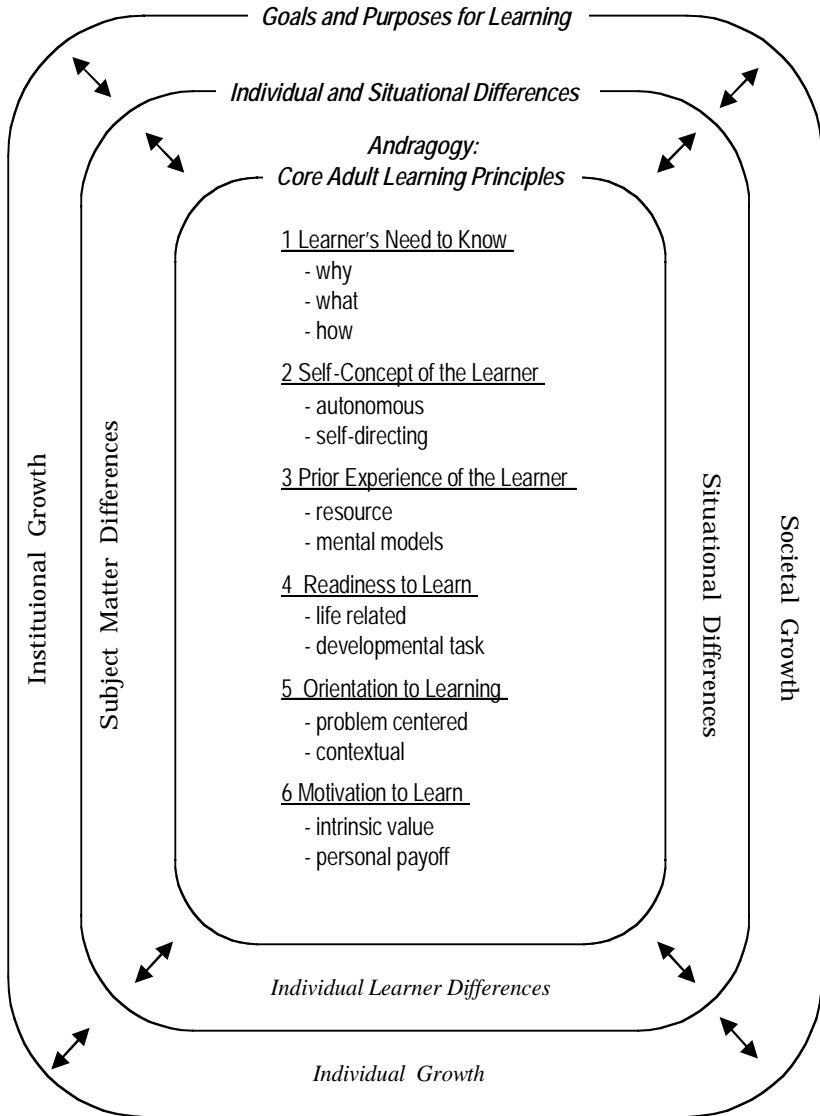 Goals and Purposes for Learning
Individual and Situational Differences
Andragogy:
Core Adult Learning Principles
1 Learner's Need to Know
- why
- what
- how
2 Self-Concept of the Learner
- autonomous
- self-directing
3 Prior Experience of the Learner
- resource
- mental models
4 Readiness to Learn
- life related
- developmental task
5 Orientation to Learning
- problem centered
- contextual
6 Motivation to Learn
- intrinsic value
- personal payoff
Instituional Growth
Subject Matter Differences
Situational Differences
Societal Growth
Individual Learner Differences
Individual Growth